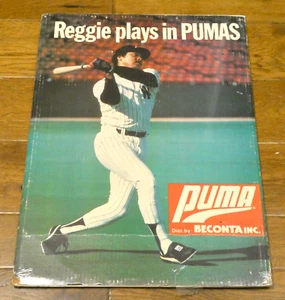 Reggie plays in PUMAS
PUMA
Dist. by BECONTA INC.